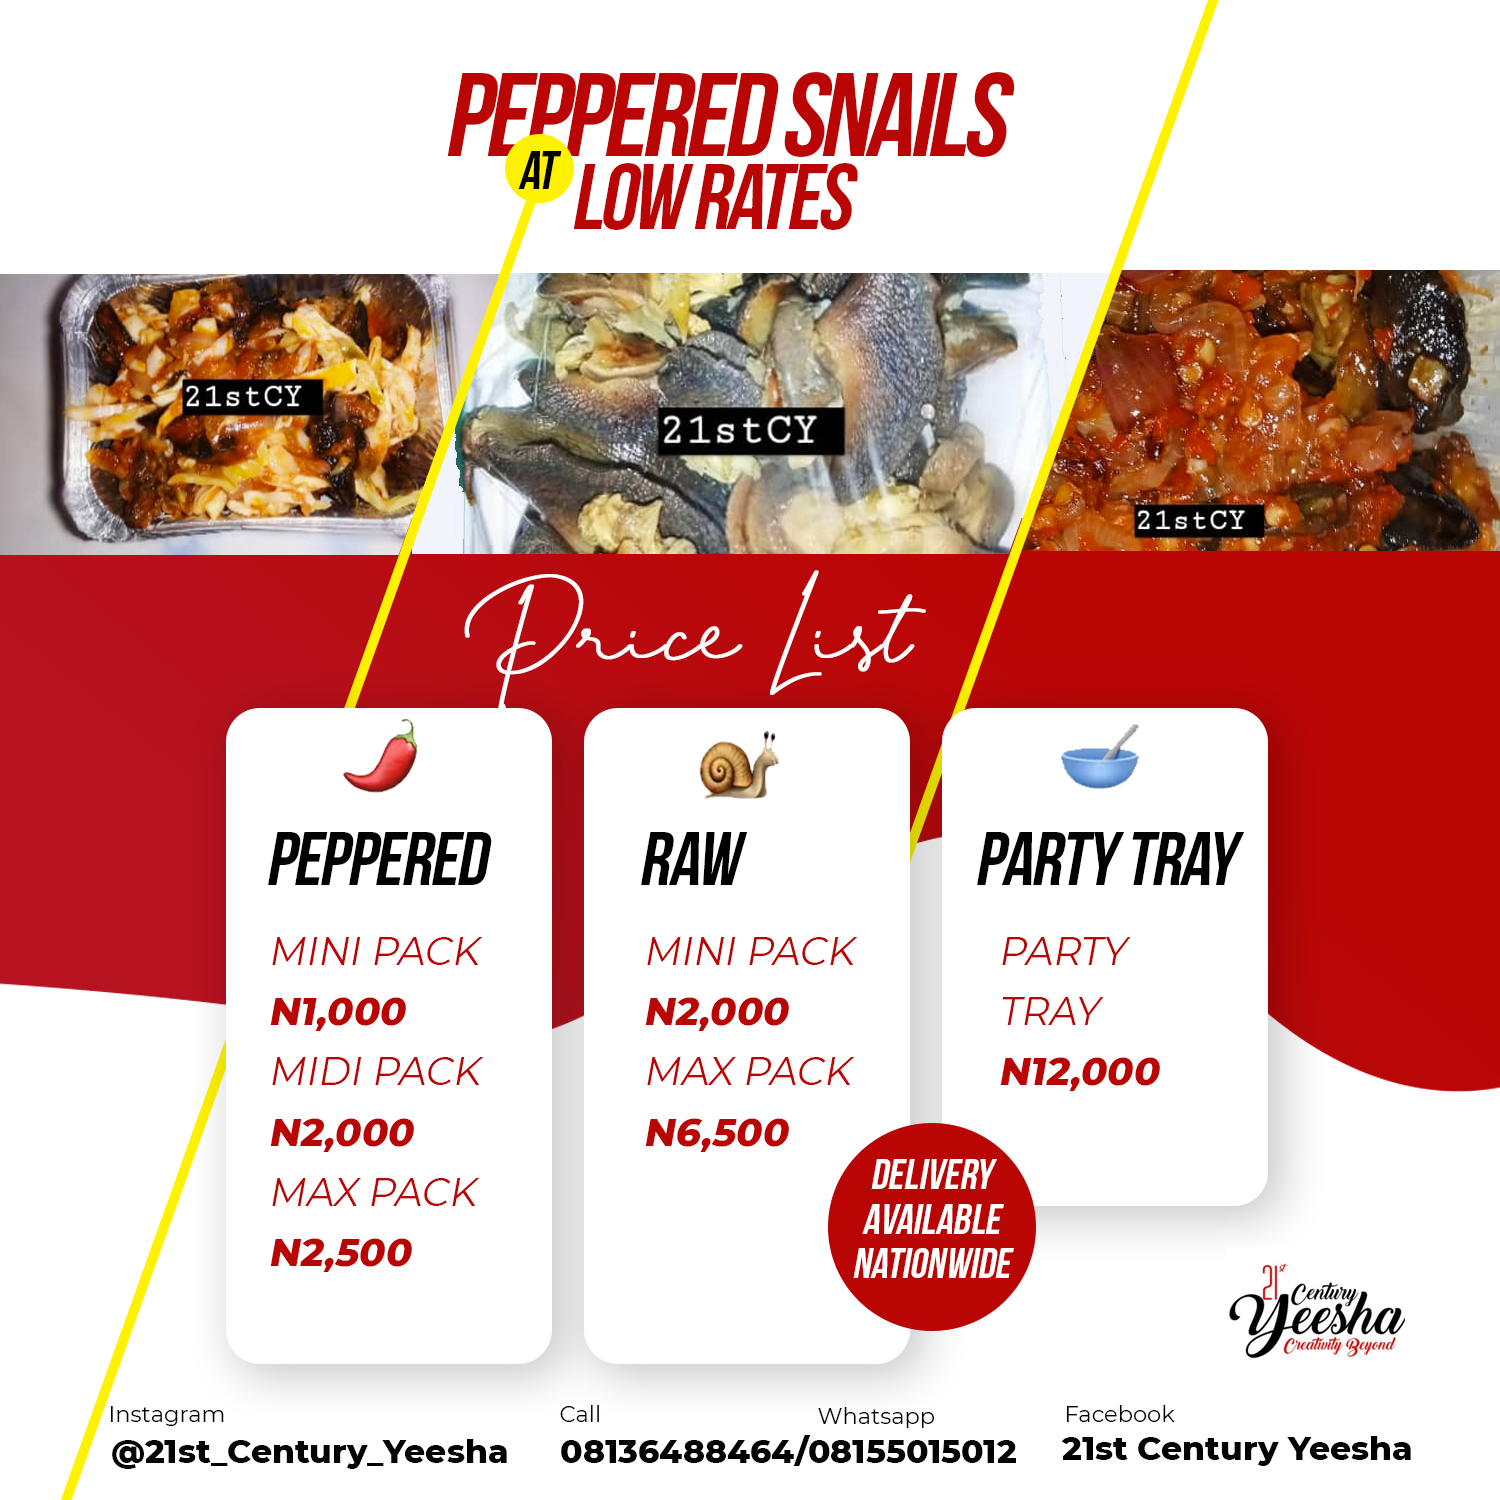 PEPPERED SNAILS
AT
LOW RATES
21stCY
21stCY
21stCY
Price List
PEPPERED
MINI PACK
N1,000
MIDI PACK
N2,000
MAX PACK
N2,500
RAW
MINI PACK
N2,000
MAX PACK
N6,500
PARTY TRAY
PARTY
TRAY
N12,000
DELIVERY
AVAILABLE
NATIONWIDE
21st Century
Yeesha
Creativity Beyond
Instagram
@21st_Century_Yeesha
Call
Whatsapp
08136488464/08155015012
Facebook
21st Century Yeesha